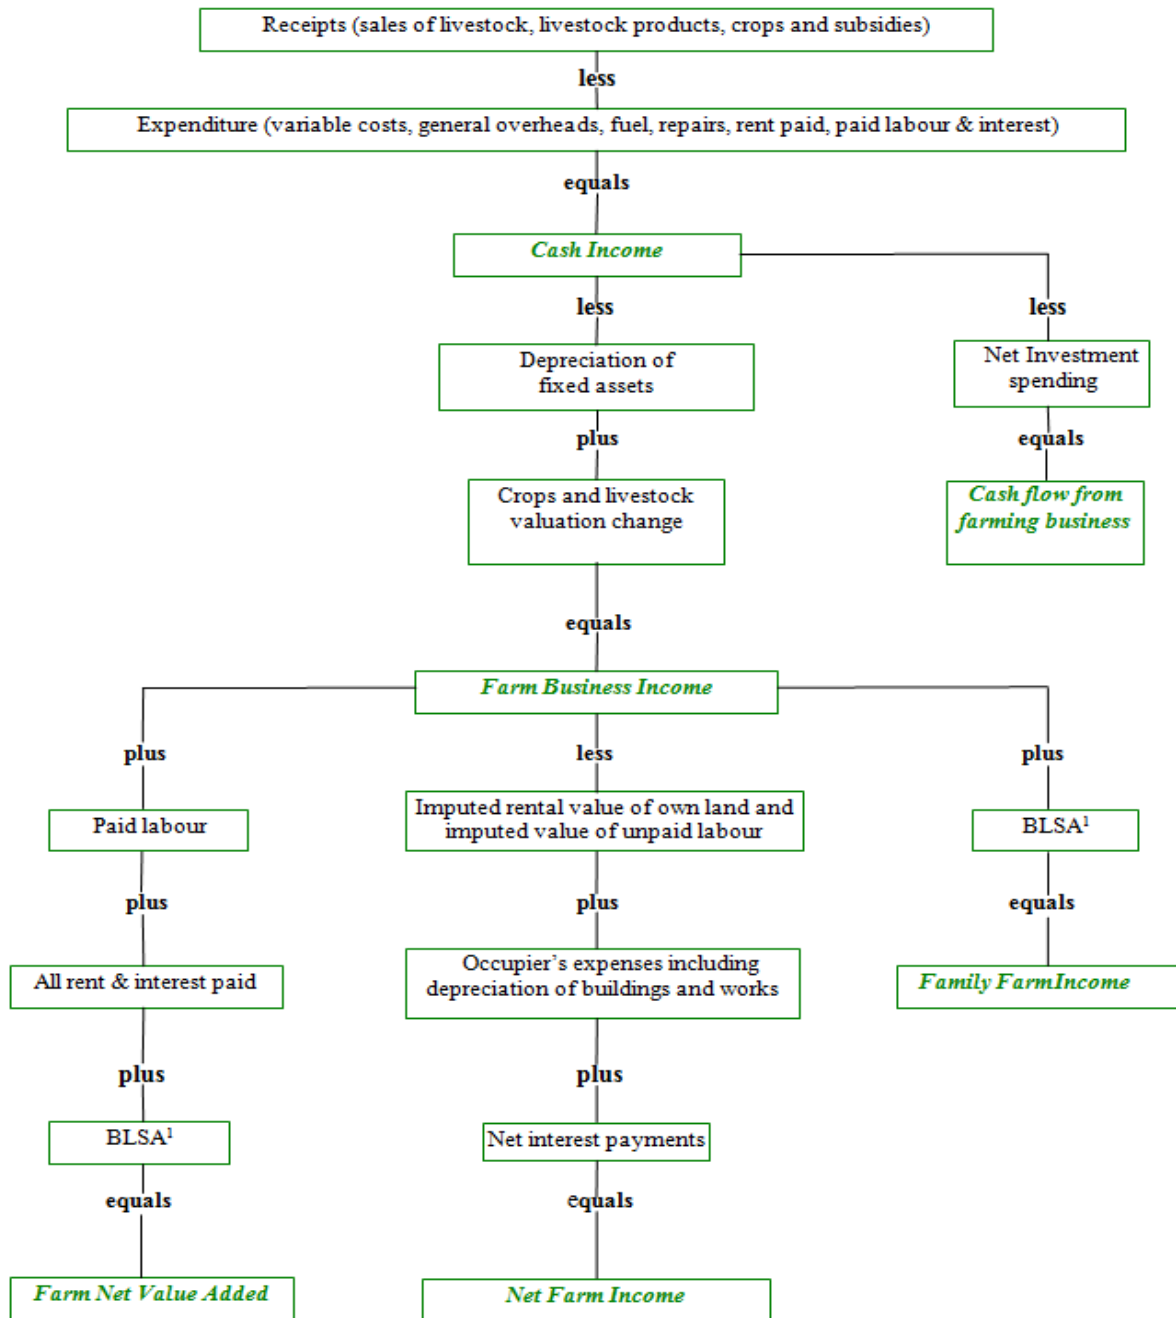 Receipts (sales of livestock, livestock products, crops and subsidies)
less
Expenditure (variable costs, general overheads, fuel, repairs, rent paid, paid labour & interest)
equals
Cash Income
less
less
Depreciation of
fixed assets
Net Investment
spending
plus
equals
Crops and livestock
valuation change
Cash flow from
farming business
equals
Farm Business Income
plus
less
plus
Paid labour
Imputed rental value of own land and
imputed value of unpaid labour
BLSA¹
plus
plus
equals
All rent & interest paid
Occupier’s expenses including
depreciation of buildings and works
Family FarmIncome
plus
plus
BLSA¹
Net interest payments
equals
equals
Farm Net Value Added
Net Farm Income